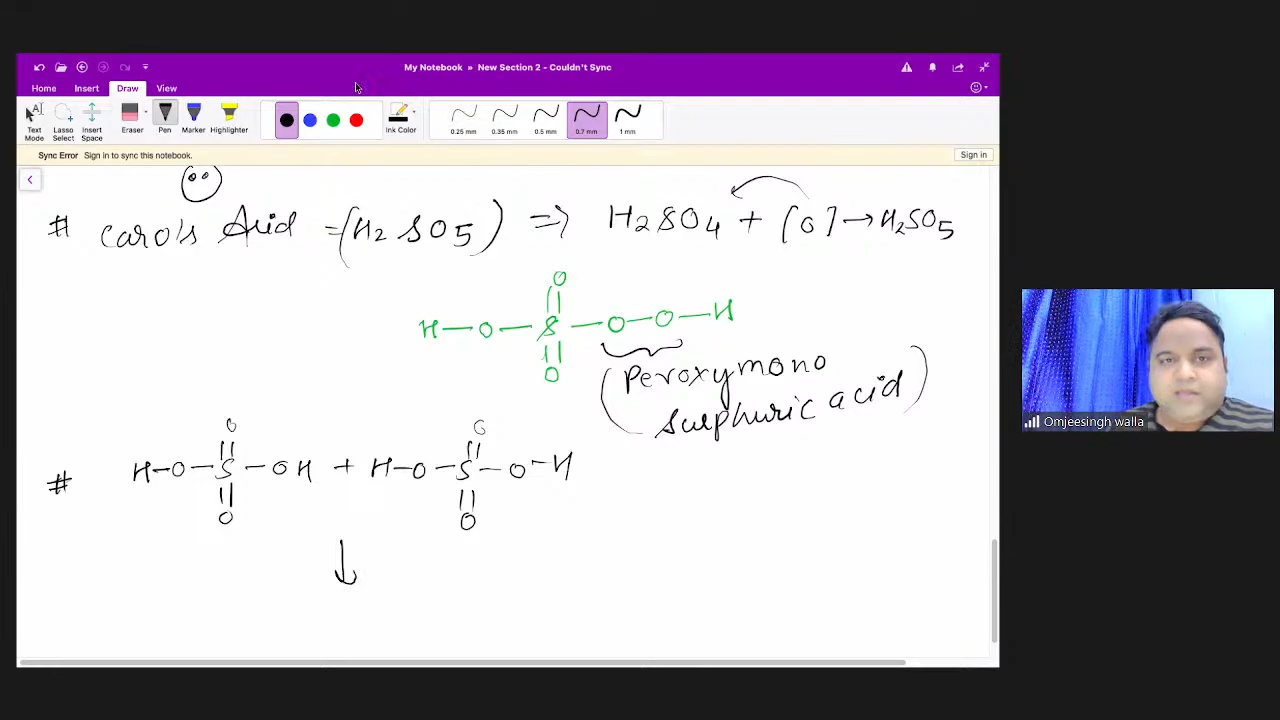 My Notebook » New Section 2 - Couldn't Sync
Home Insert Draw View
Text Mode Lasso Select Insert Space Eraser Pen Marker Highlighter Ink Color 0.25 mm 0.35 mm 0.5 mm 0.7 mm 1 mm
Sync Error Sign in to sync this notebook. Sign in
# Caro's Acid = (H2SO5) ⇒ H2SO4 + [O] → H2SO5
O
H — O — S — O — O — H
O
(Peroxymono
sulphuric acid)
O O
# H-O-S-OH + H-O-S-O-H
O O
↓
Omjeesingh walla